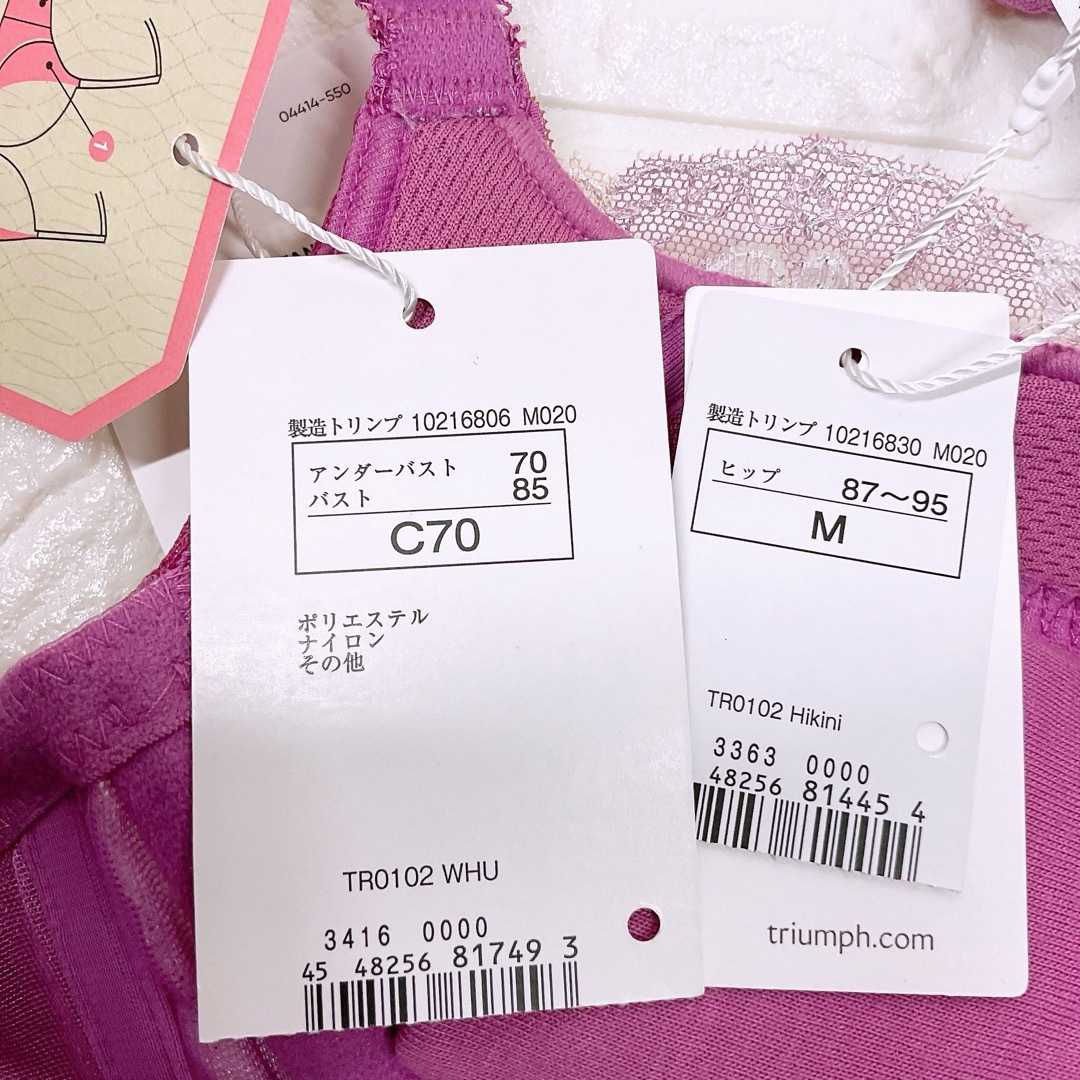 1
04414-550
製造トリンプ 10216806 M020
アンダーバスト 70
バスト 85
C70
ポリエステル
ナイロン
その他
TR0102 WHU
3416 0000
45 48256 81749 3
製造トリンプ 10216830 M020
ヒップ 87〜95
M
TR0102 Hikini
3363 0000
48256 81445 4
triumph.com